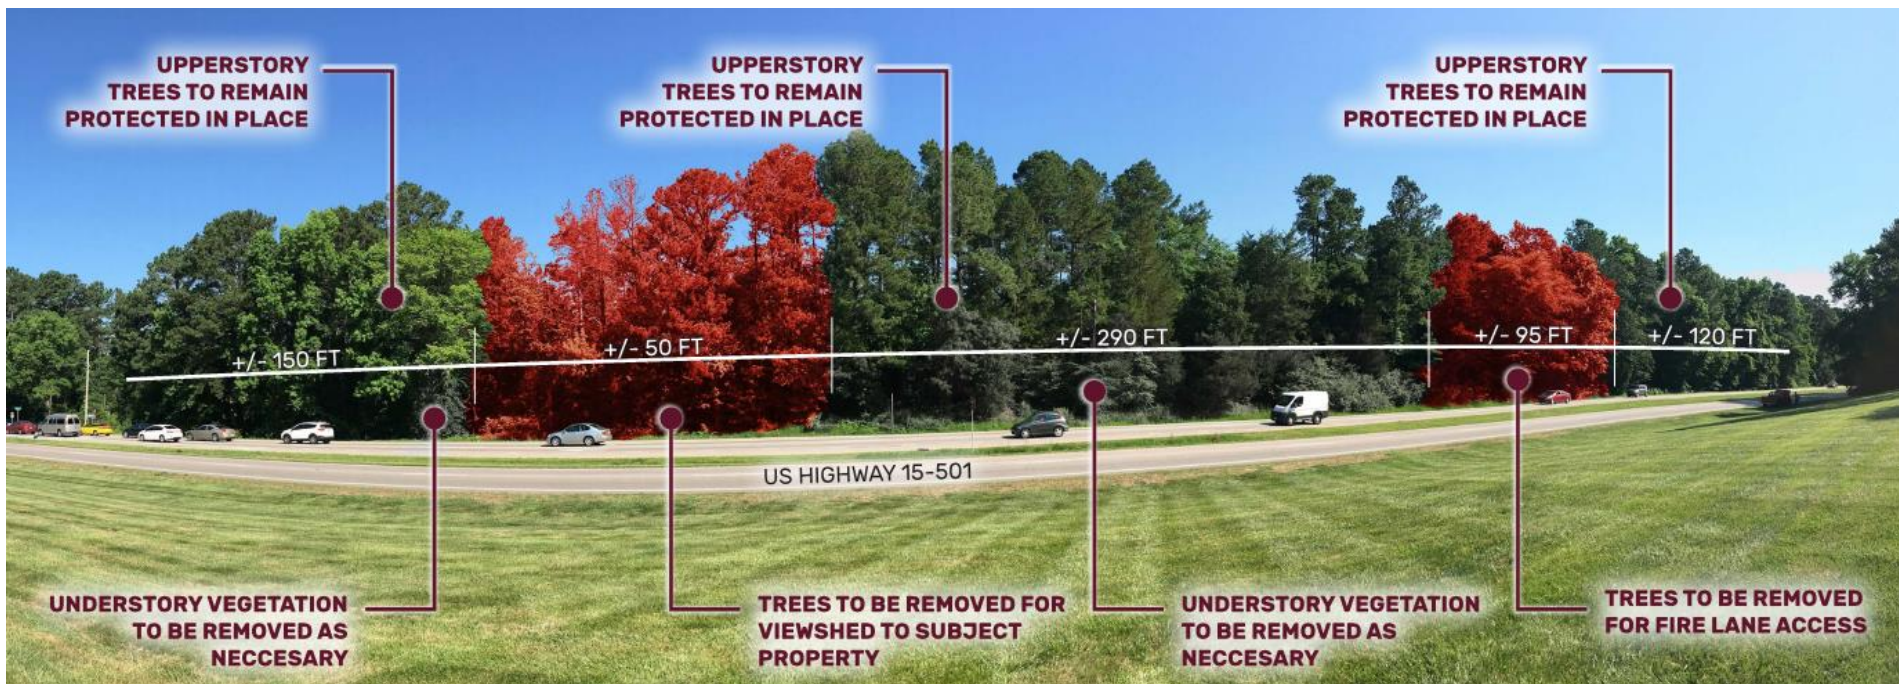 UPPERSTORY
TREES TO REMAIN
PROTECTED IN PLACE
UPPERSTORY
TREES TO REMAIN
PROTECTED IN PLACE
UPPERSTORY
TREES TO REMAIN
PROTECTED IN PLACE
+/- 150 FT
+/- 50 FT
+/- 290 FT
+/- 95 FT
+/- 120 FT
US HIGHWAY 15-501
UNDERSTORY VEGETATION
TO BE REMOVED AS
NECCESARY
TREES TO BE REMOVED FOR
VIEWSHED TO SUBJECT
PROPERTY
UNDERSTORY VEGETATION
TO BE REMOVED AS
NECCESARY
TREES TO BE REMOVED
FOR FIRE LANE ACCESS